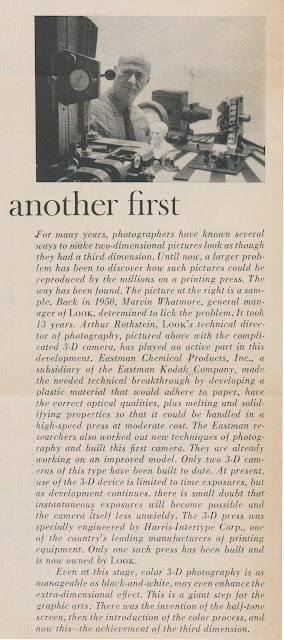 another first
For many years, photographers have known several
ways to make two-dimensional pictures look as though
they had a third dimension. Until now, a larger prob-
lem has been to discover how such pictures could be
reproduced by the millions on a printing press. The
way has been found. The picture at the right is a sam-
ple. Back in 1950, Marvin Whatmore, general man-
ager of LOOK, determined to lick the problem. It took
13 years. Arthur Rothstein, LOOK's technical direc-
tor of photography, pictured above with the compli-
cated 3-D camera, has played an active part in this
development. Eastman Chemical Products, Inc., a
subsidiary of the Eastman Kodak Company, made
the needed technical breakthrough by developing a
plastic material that would adhere to paper, have
the correct optical qualities, plus melting and solid-
ifying properties so that it could be handled in a
high-speed press at moderate cost. The Eastman re-
searchers also worked out new techniques of photog-
raphy and built this first camera. They are already
working on an improved model. Only two 3-D cam-
eras of this type have been built to date. At present,
use of the 3-D device is limited to time exposures, but
as development continues, there is small doubt that
instantaneous exposures will become possible and
the camera itself less unwieldy. The 3-D press was
specially engineered by Harris-Intertype Corp., one
of the country's leading manufacturers of printing
equipment. Only one such press has been built and
is now owned by LOOK.
Even at this stage, color 3-D photography is as
manageable as black-and-white, may even enhance the
extra-dimensional effect. This is a giant step for the
graphic arts: There was the invention of the half-tone
screen, then the introduction of the color process, and
now this—the achievement of the third dimension.